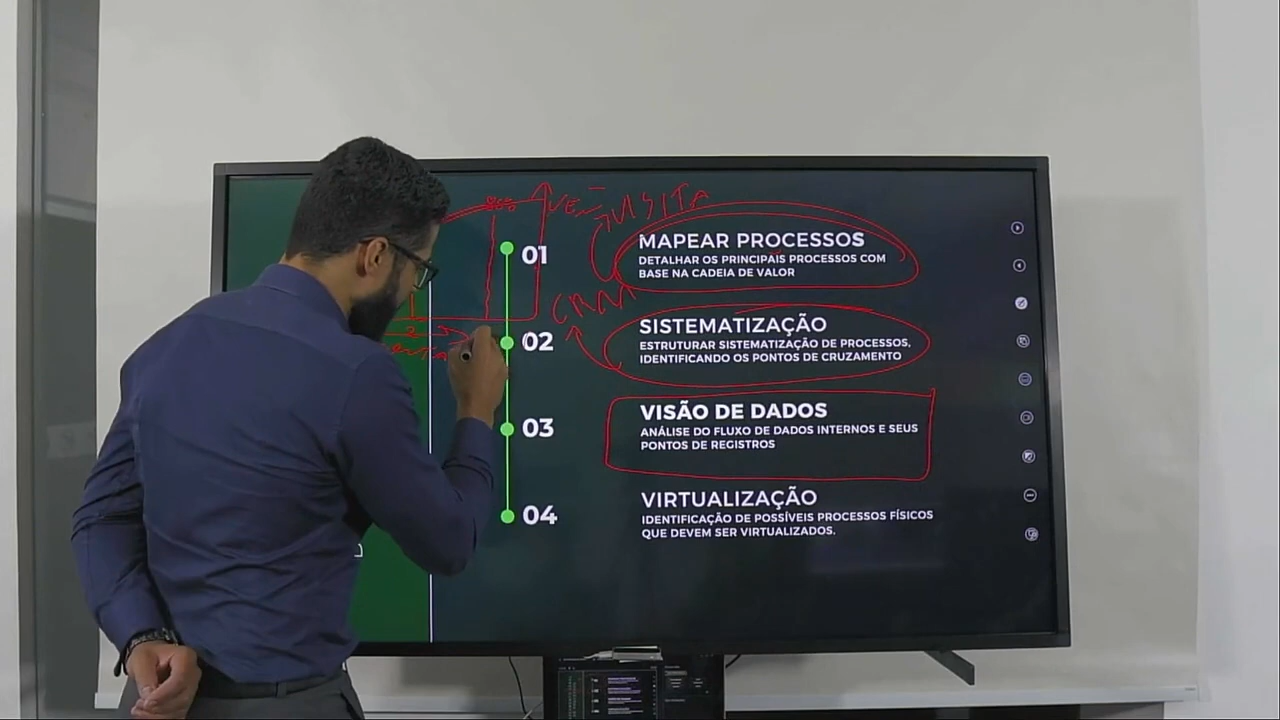 VISITA
01
MAPEAR PROCESSOS
DETALHAR OS PRINCIPAIS PROCESSOS COM
BASE NA CADEIA DE VALOR
CRM
02
SISTEMATIZAÇÃO
ESTRUTURAR SISTEMATIZAÇÃO DE PROCESSOS,
IDENTIFICANDO OS PONTOS DE CRUZAMENTO
03
VISÃO DE DADOS
ANÁLISE DO FLUXO DE DADOS INTERNOS E SEUS
PONTOS DE REGISTROS
04
VIRTUALIZAÇÃO
IDENTIFICAÇÃO DE POSSÍVEIS PROCESSOS FÍSICOS
QUE DEVEM SER VIRTUALIZADOS.